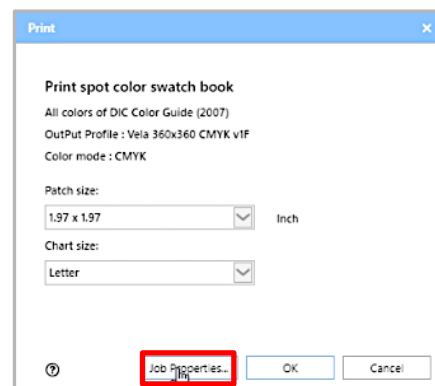 Print
Print spot color swatch book
All colors of DIC Color Guide (2007)
OutPut Profile : Vela 360x360 CMYK v1F
Color mode : CMYK
Patch size:
1.97 x 1.97 Inch
Chart size:
Letter
Job Properties... OK Cancel